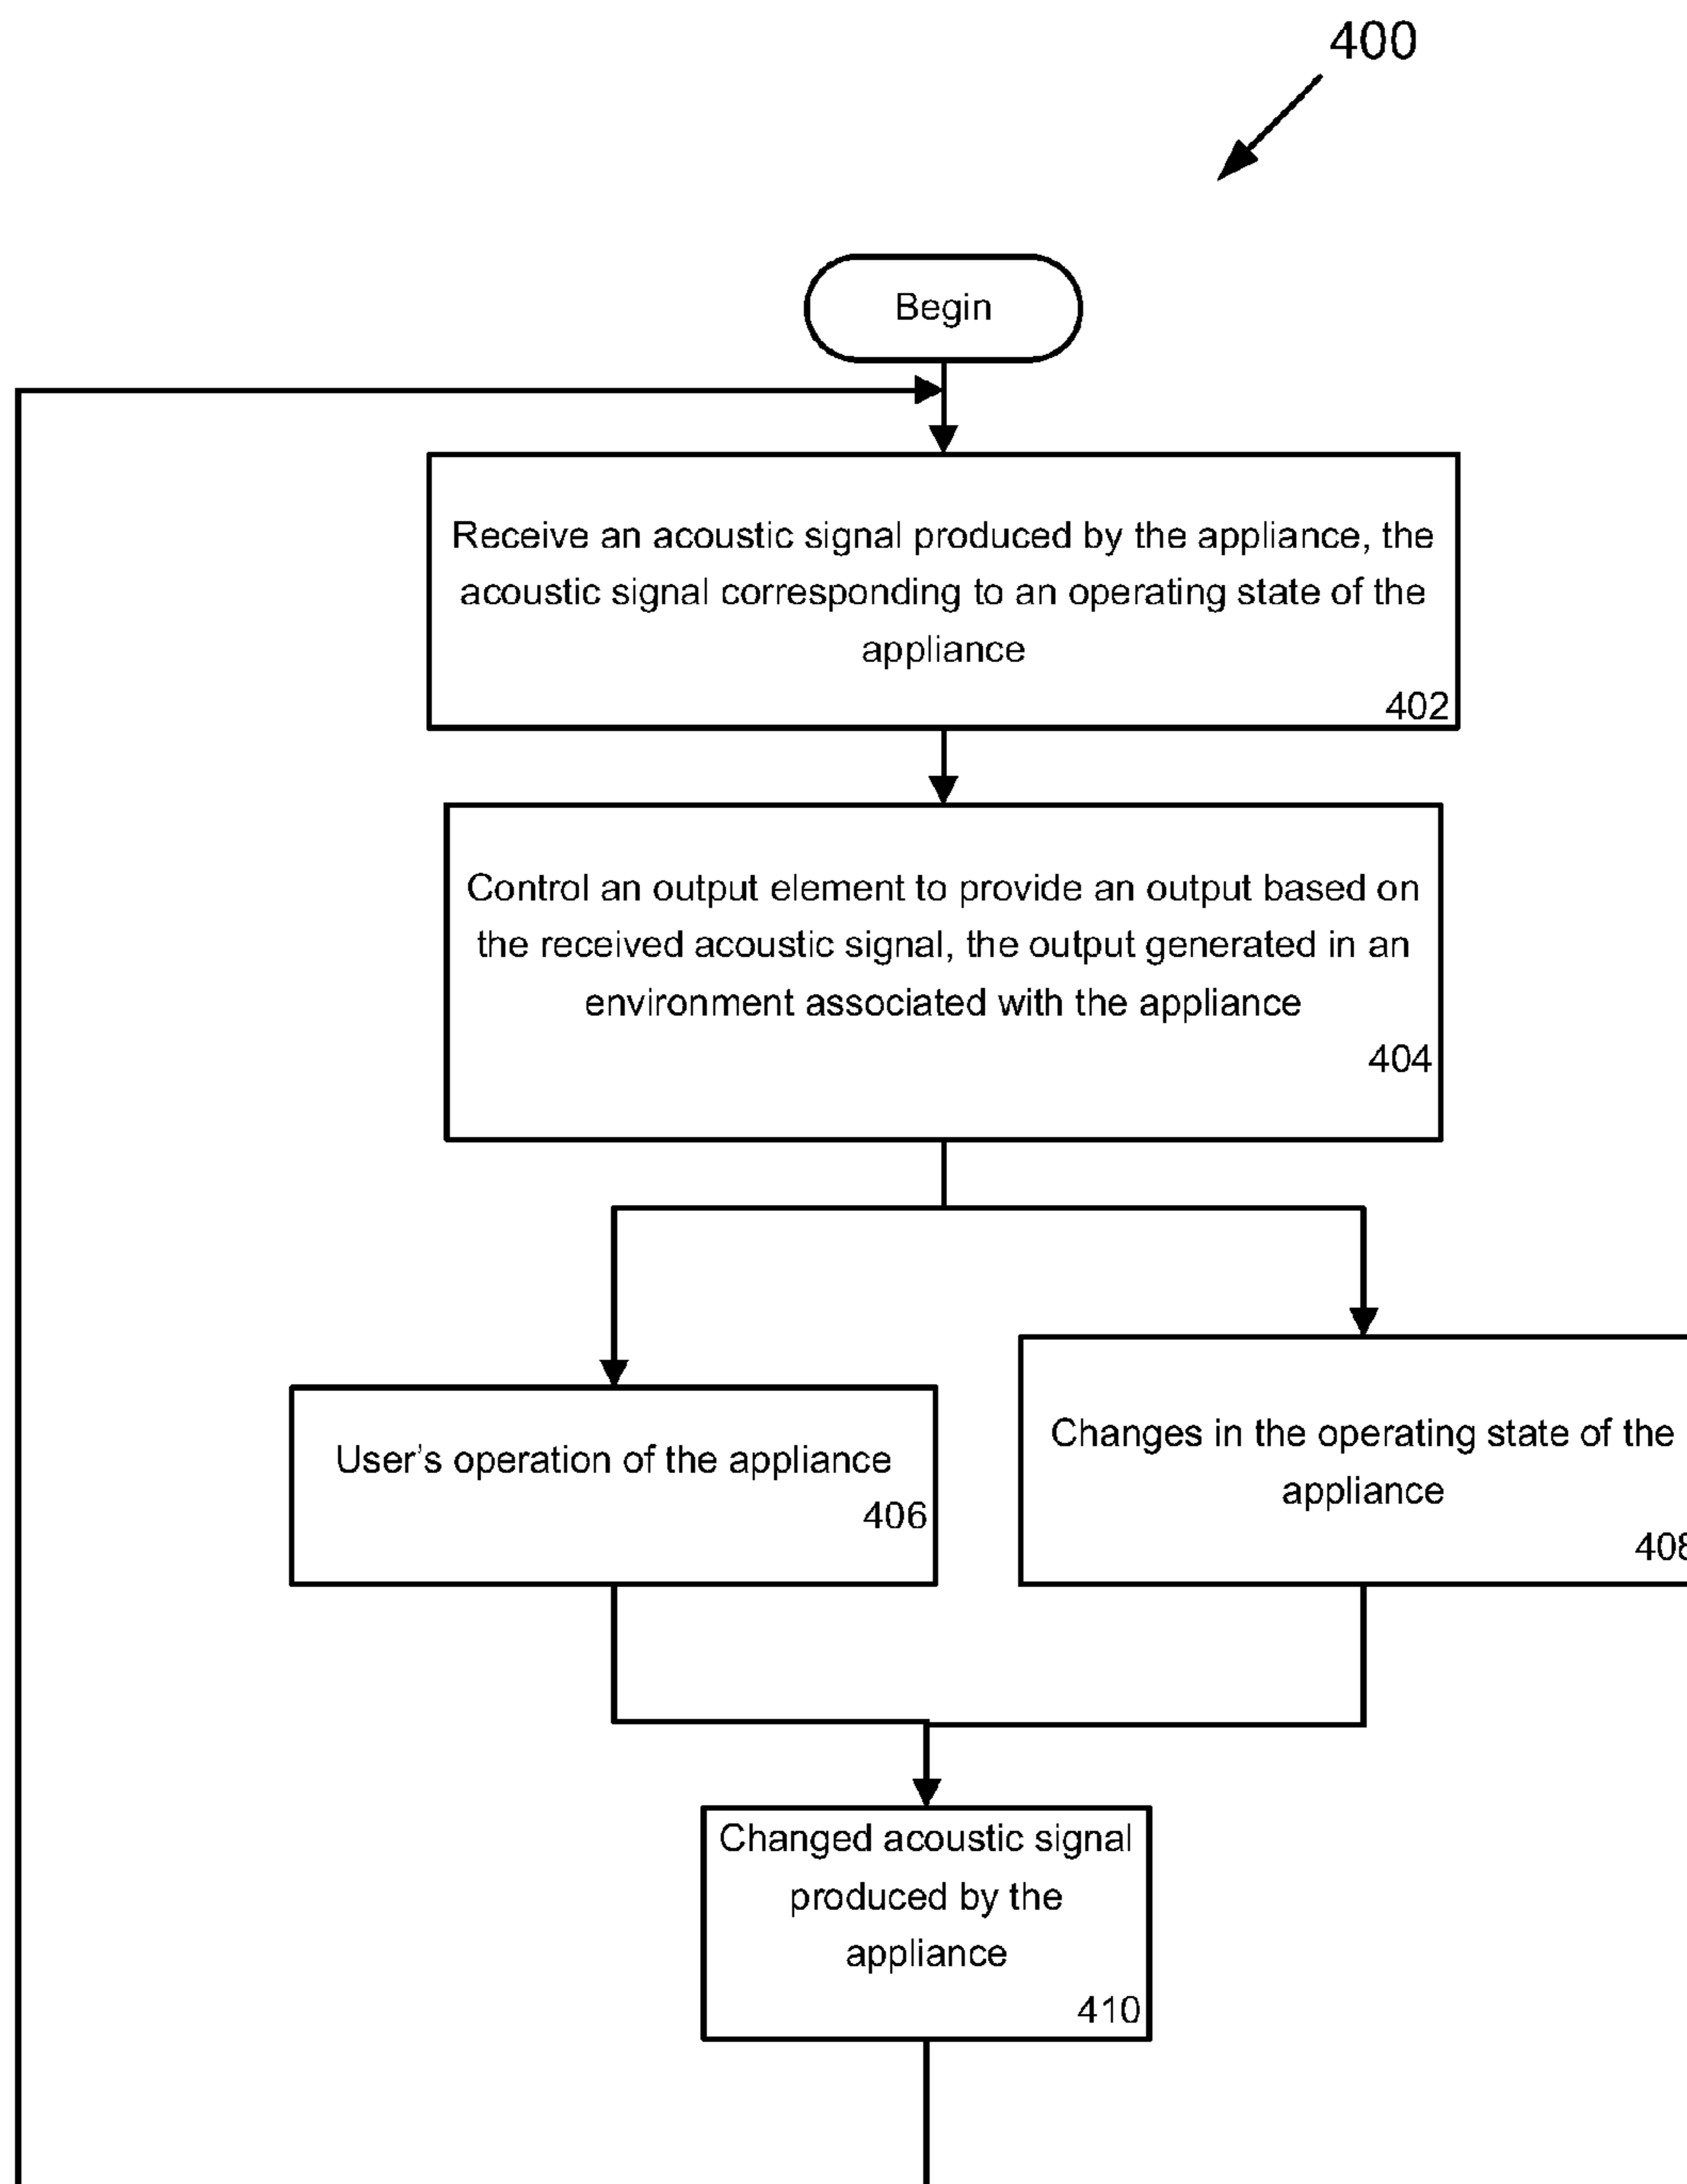 400
Begin
Receive an acoustic signal produced by the appliance, the
acoustic signal corresponding to an operating state of the
appliance
402
Control an output element to provide an output based on
the received acoustic signal, the output generated in an
environment associated with the appliance
404
User's operation of the appliance
406
Changes in the operating state of the
appliance
408
Changed acoustic signal
produced by the
appliance
410